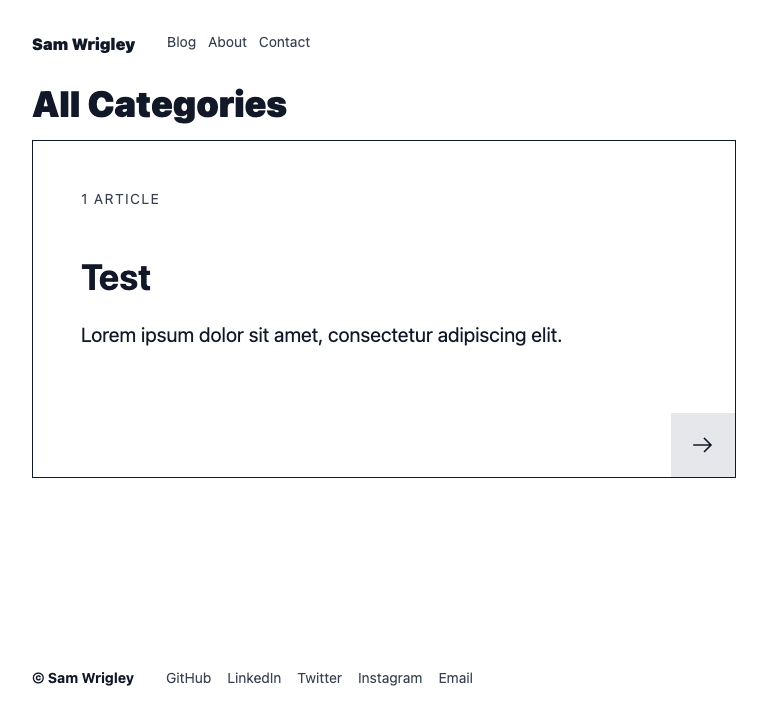 Sam Wrigley Blog About Contact
All Categories
1 ARTICLE
Test
Lorem ipsum dolor sit amet, consectetur adipiscing elit.
© Sam Wrigley GitHub LinkedIn Twitter Instagram Email